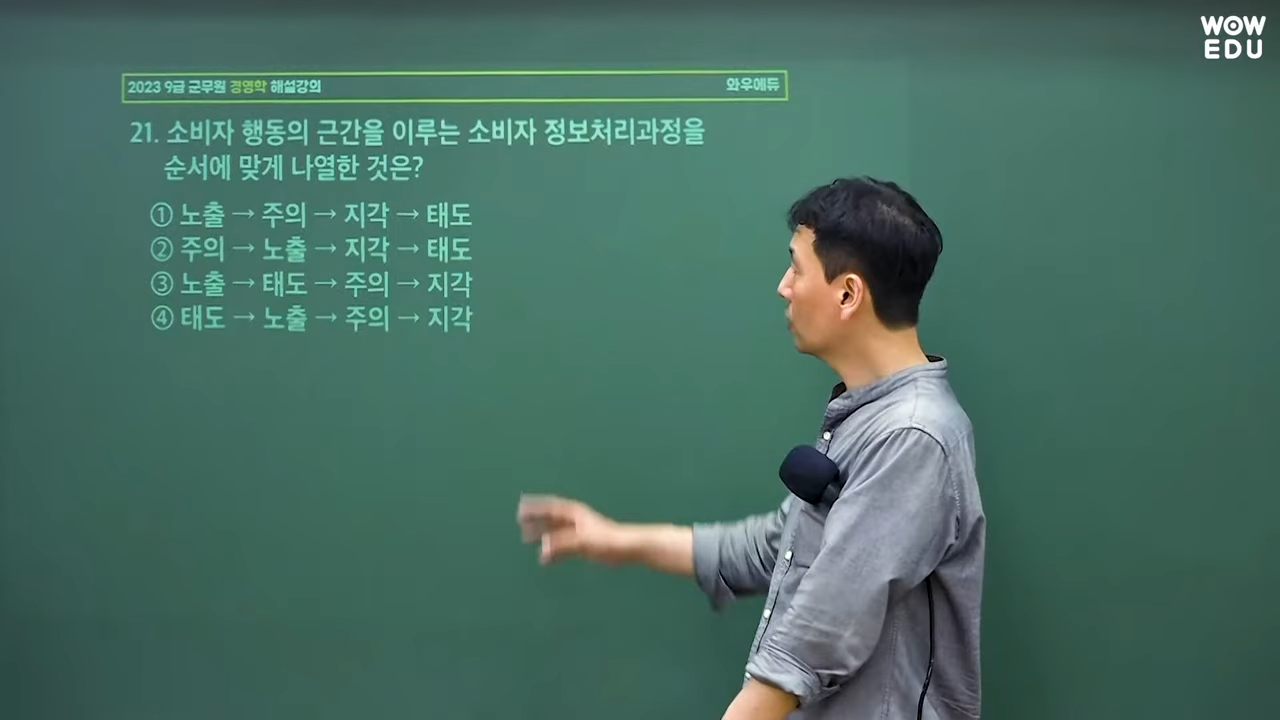 WOW
EDU
2023 9급 군무원 경영학 해설강의
와우에듀
21. 소비자 행동의 근간을 이루는 소비자 정보처리과정을
순서에 맞게 나열한 것은?
① 노출 → 주의 → 지각 → 태도
② 주의 → 노출 → 지각 → 태도
③ 노출 → 태도 → 주의 → 지각
④ 태도 → 노출 → 주의 → 지각